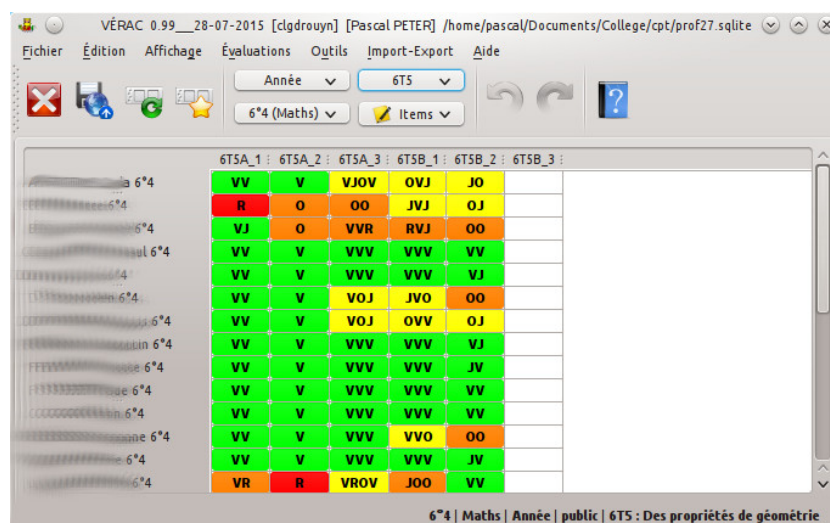 VÉRAC 0.99___28-07-2015 [clgdrouyn] [Pascal PETER] /home/pascal/Documents/College/cpt/prof27.sqlite
Fichier Édition Affichage Évaluations Outils Import-Export Aide
Année 6T5
6°4 (Maths) Items
6T5A_1 6T5A_2 6T5A_3 6T5B_1 6T5B_2 6T5B_3
6°4 VV V VJOV OVJ JO
6°4 R O OO JVJ OJ
6°4 VJ O VVR RVJ OO
6°4 VV V VVV VVV VV
VV V VVV VVV VJ
6°4 VV V VOJ JVO OO
6°4 VV V VOJ OVV OJ
6°4 VV V VVV VVV VJ
6°4 VV V VVV VVV JV
6°4 VV V VVV VVV VV
6°4 VV V VVV VVV VV
6°4 VV V VVV VVO OO
6°4 VV V VVV VVV JV
6°4 VR R VROV JOO VV
6°4 | Maths | Année | public | 6T5 : Des propriétés de géométrie